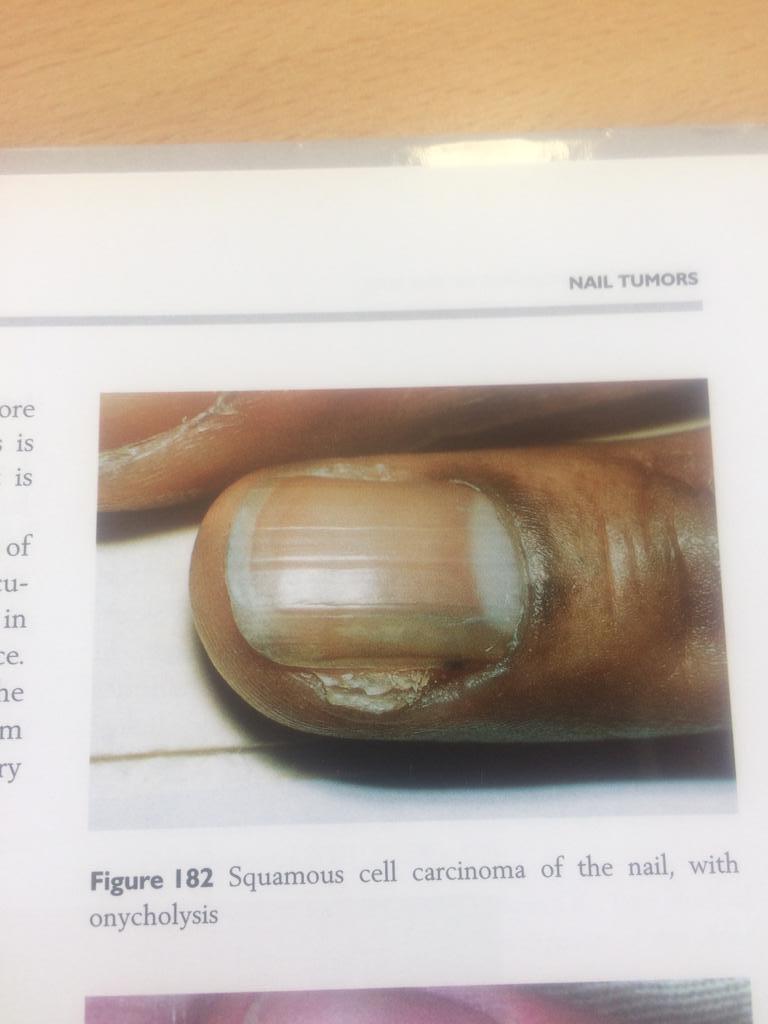 NAIL TUMORS
ore
s is
t is
of
cu-
in
ce.
he
m
ry
Figure 182 Squamous cell carcinoma of the nail, with
onycholysis